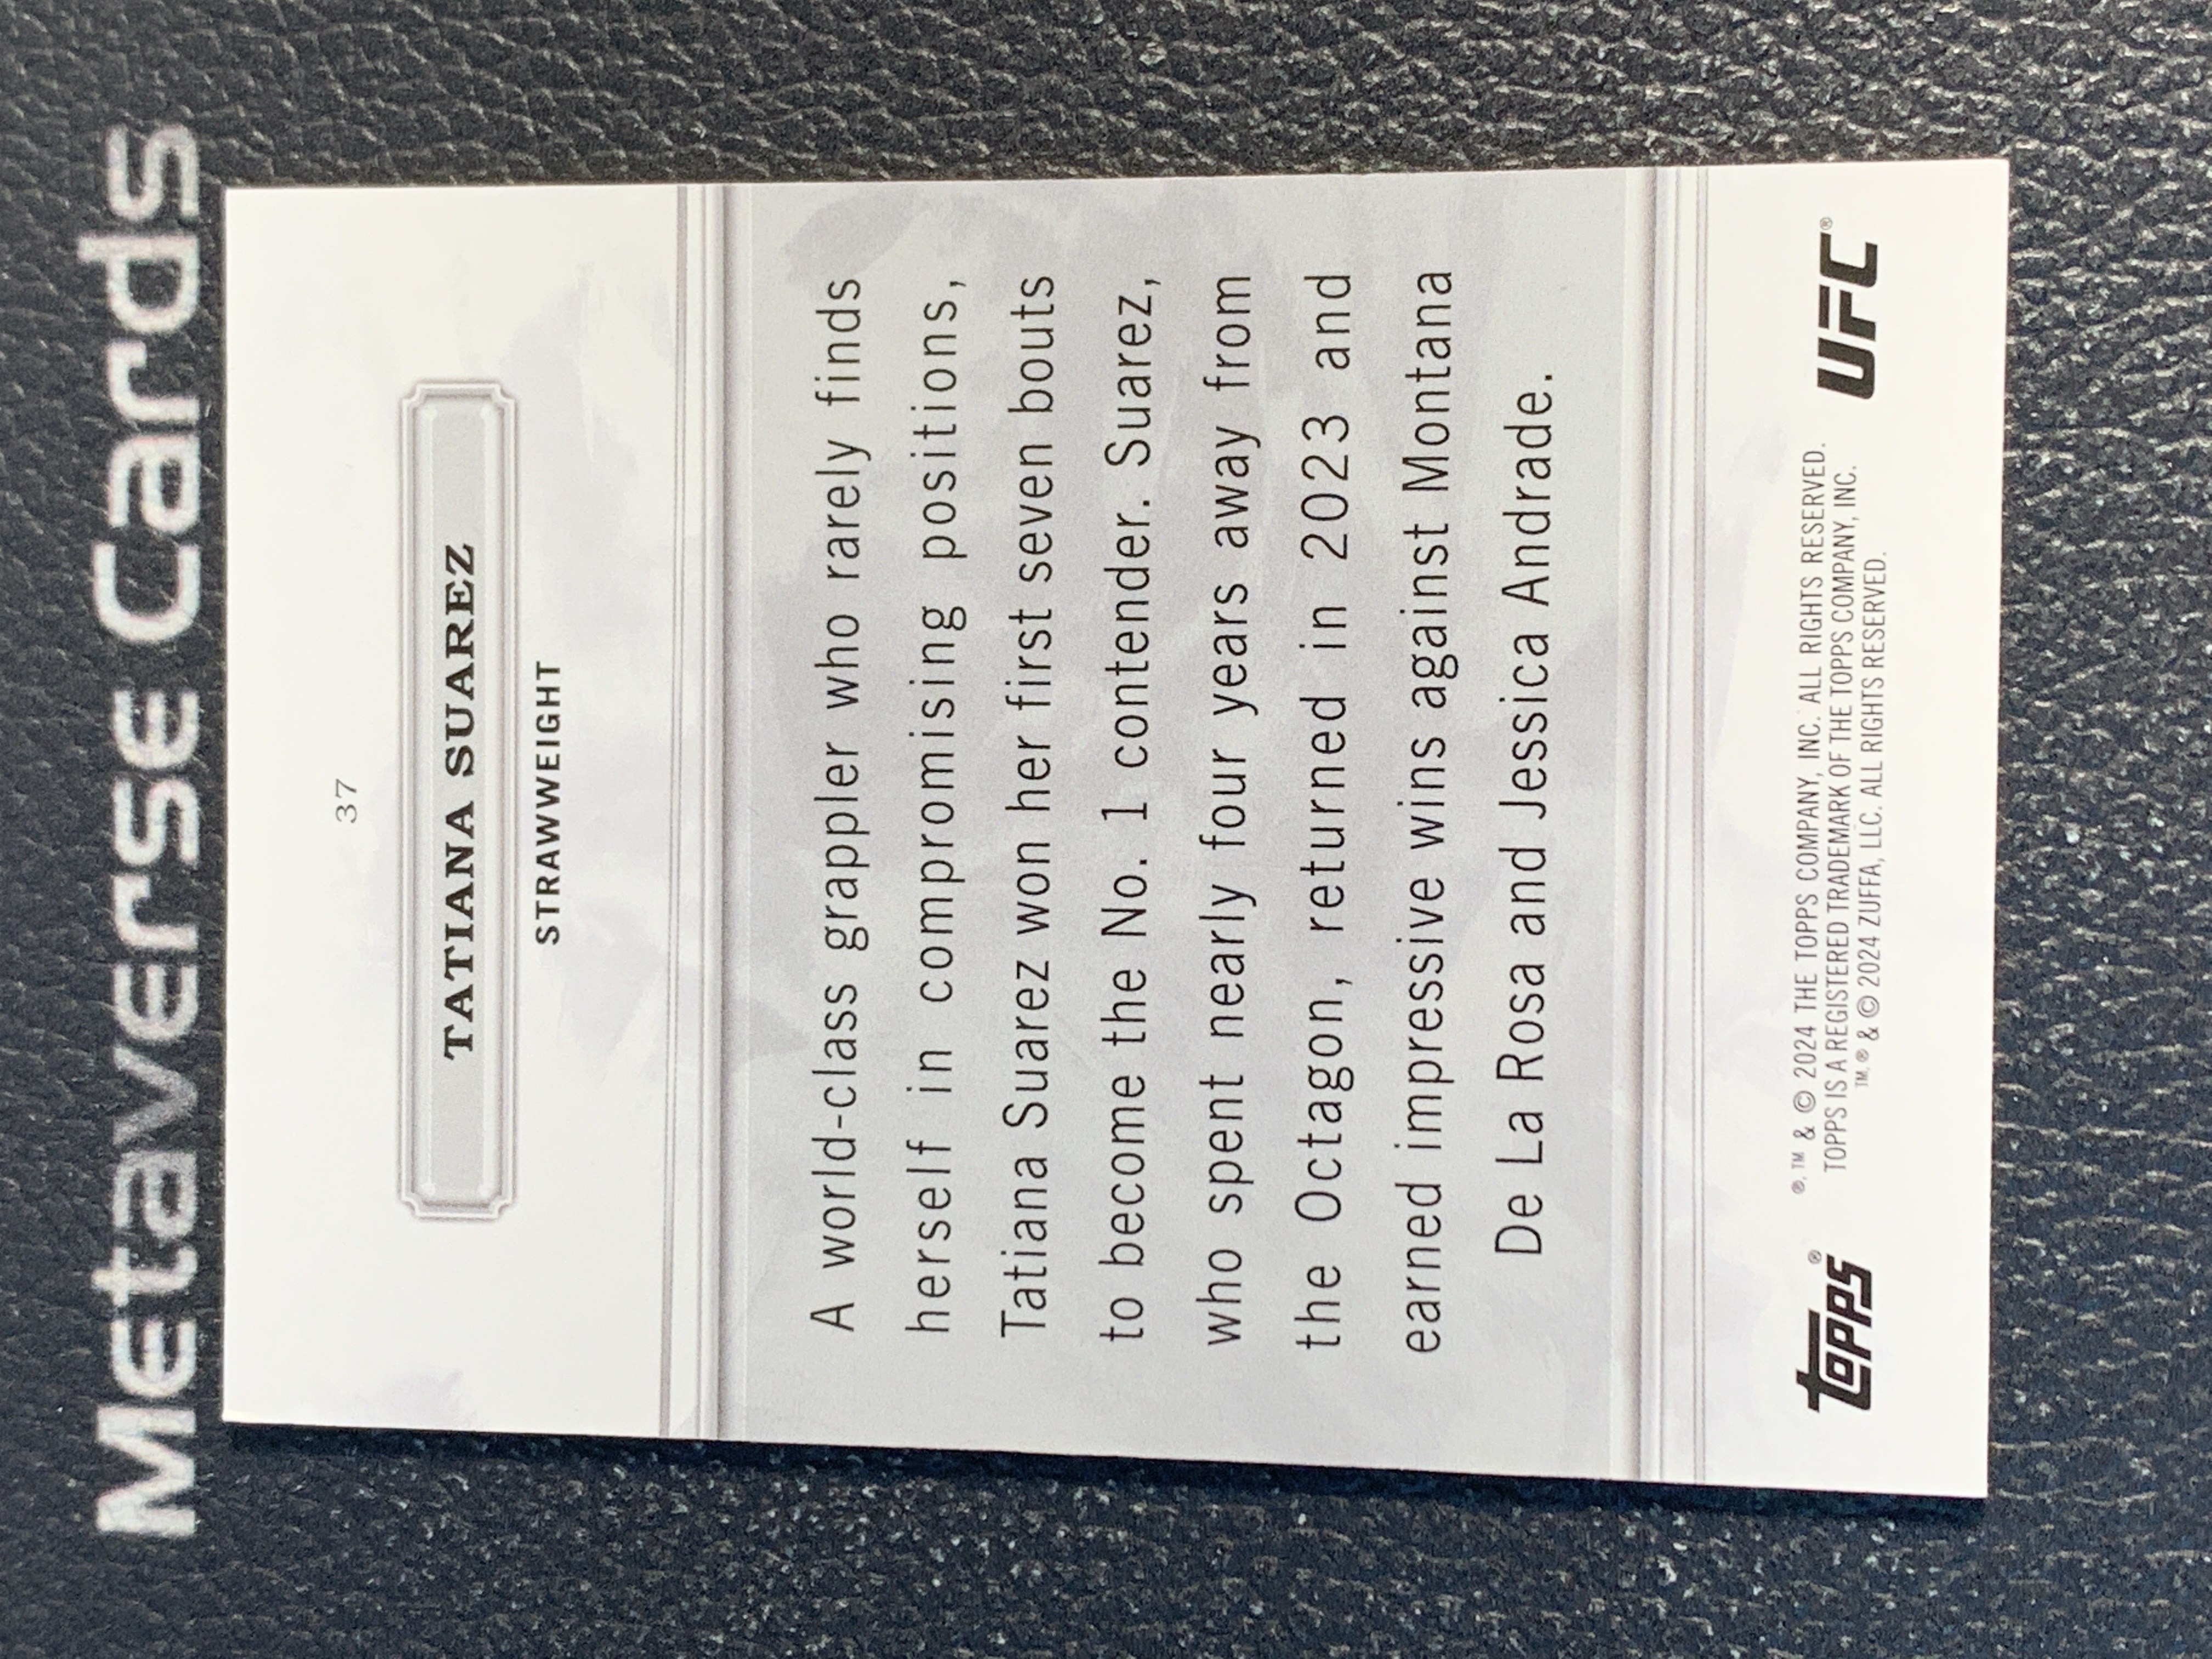 Metaverse Cards
37
TATIANA SUAREZ
STRAWWEIGHT
A world-class grappler who rarely finds
herself in compromising positions,
Tatiana Suarez won her first seven bouts
to become the No. 1 contender. Suarez,
who spent nearly four years away from
the Octagon, returned in 2023 and
earned impressive wins against Montana
De La Rosa and Jessica Andrade.
topps®
®,™ & © 2024 THE TOPPS COMPANY, INC. ALL RIGHTS RESERVED.
TOPPS IS A REGISTERED TRADEMARK OF THE TOPPS COMPANY, INC.
™,® & © 2024 ZUFFA, LLC. ALL RIGHTS RESERVED.
UFC®